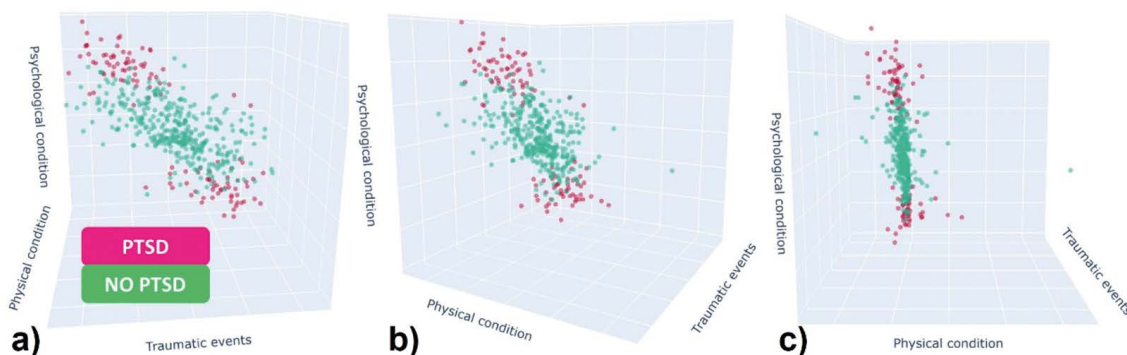 Psychological condition
Physical condition
PTSD
NO PTSD
Traumatic events
a)
Psychological condition
Physical condition
Traumatic events
b)
Psychological condition
Traumatic events
Physical condition
c)